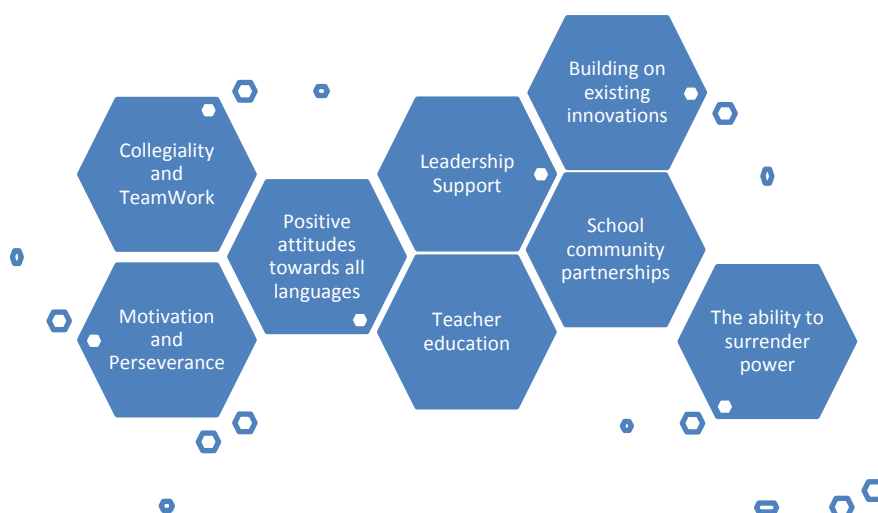 Building on
existing
innovations
Collegiality
and
TeamWork
Leadership
Support
Positive
attitudes
towards all
languages
School
community
partnerships
Motivation
and
Perseverance
Teacher
education
The ability to
surrender
power